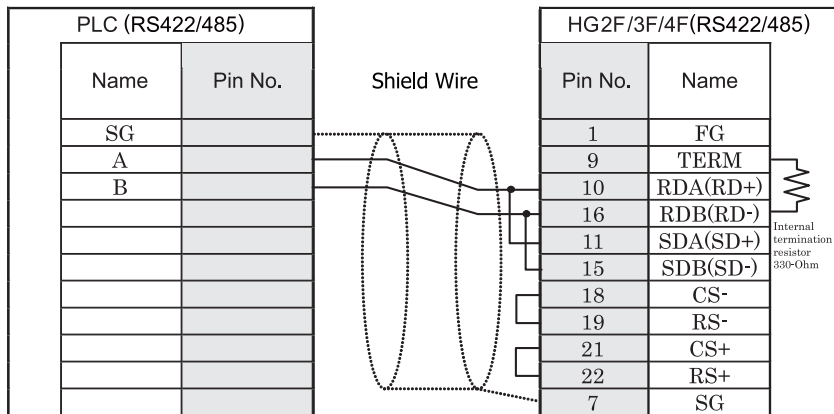 PLC (RS422/485)
HG2F/3F/4F(RS422/485)
Name Pin No. Shield Wire Pin No. Name
SG 1 FG
A 9 TERM
B 10 RDA(RD+)
16 RDB(RD-)
11 SDA(SD+)
15 SDB(SD-)
18 CS-
19 RS-
21 CS+
22 RS+
7 SG
Internal
termination
resistor
330-Ohm